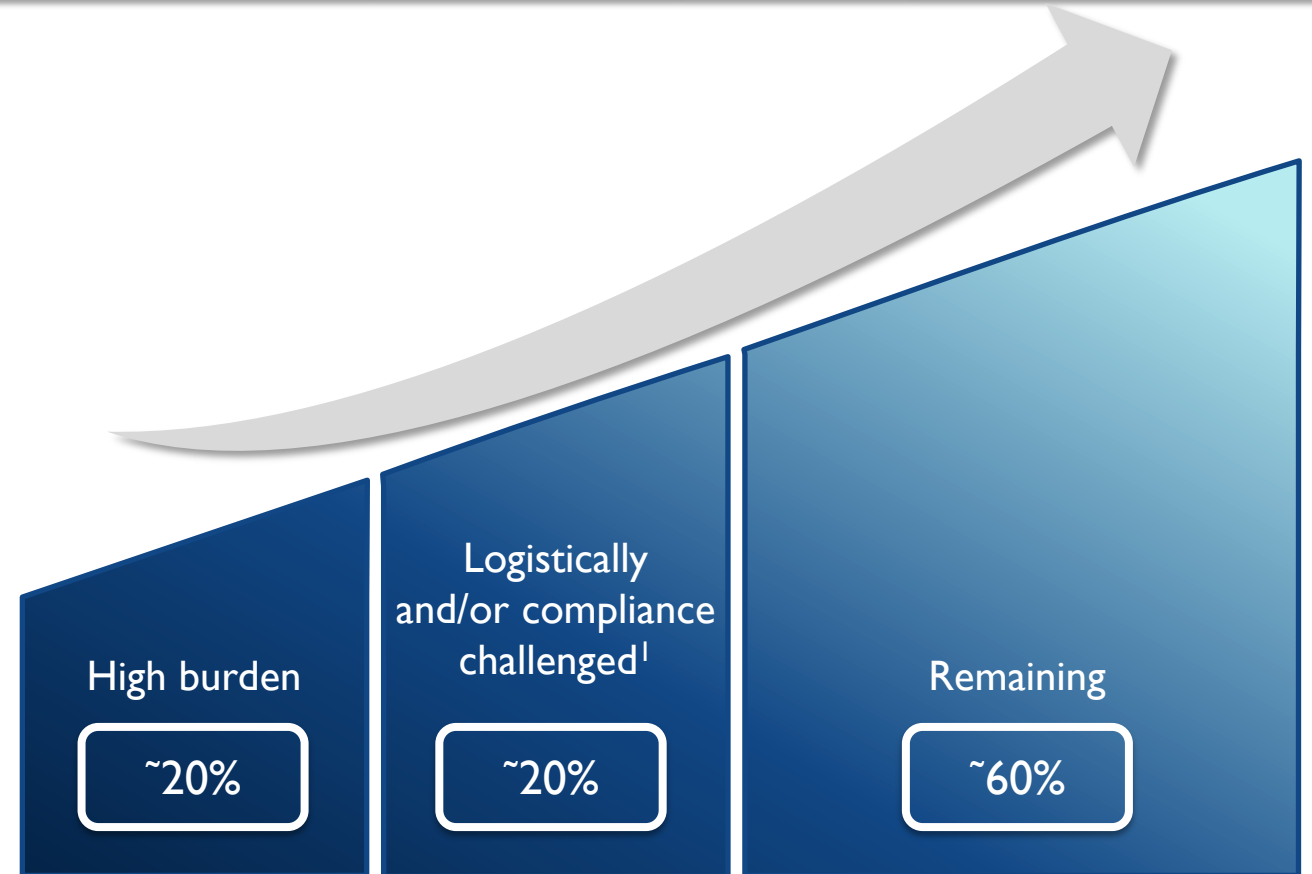 High burden
~20%
Logistically
and/or compliance
challenged¹
~20%
Remaining
~60%